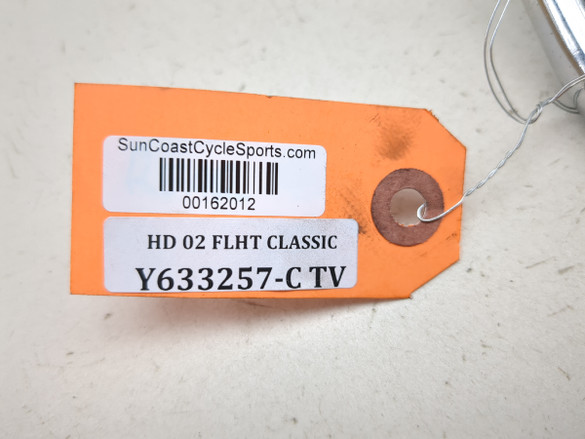 SunCoastCycleSports.com
00162012
HD 02 FLHT CLASSIC
Y633257-C TV